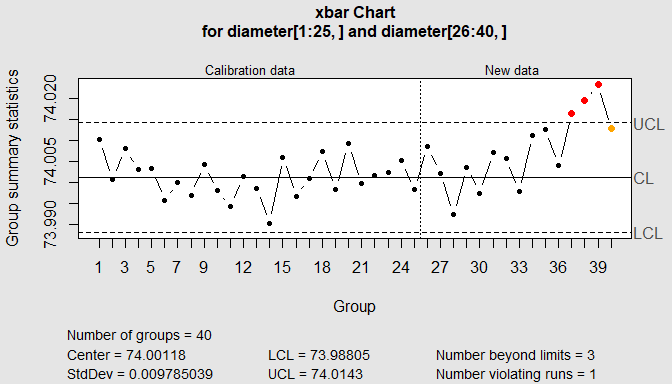 xbar Chart
for diameter[1:25, ] and diameter[26:40, ]
Calibration data New data
Group summary statistics
74.020
74.005
73.990
UCL
CL
LCL
1 3 5 7 9 12 15 18 21 24 27 30 33 36 39
Group
Number of groups = 40
Center = 74.00118 LCL = 73.98805 Number beyond limits = 3
StdDev = 0.009785039 UCL = 74.0143 Number violating runs = 1